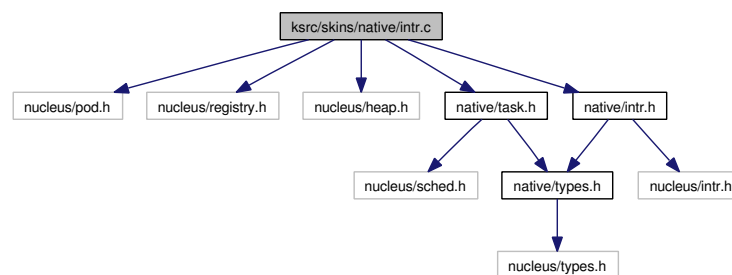 ksrc/skins/native/intr.c
nucleus/pod.h
nucleus/registry.h
nucleus/heap.h
native/task.h
native/intr.h
nucleus/sched.h
native/types.h
nucleus/intr.h
nucleus/types.h